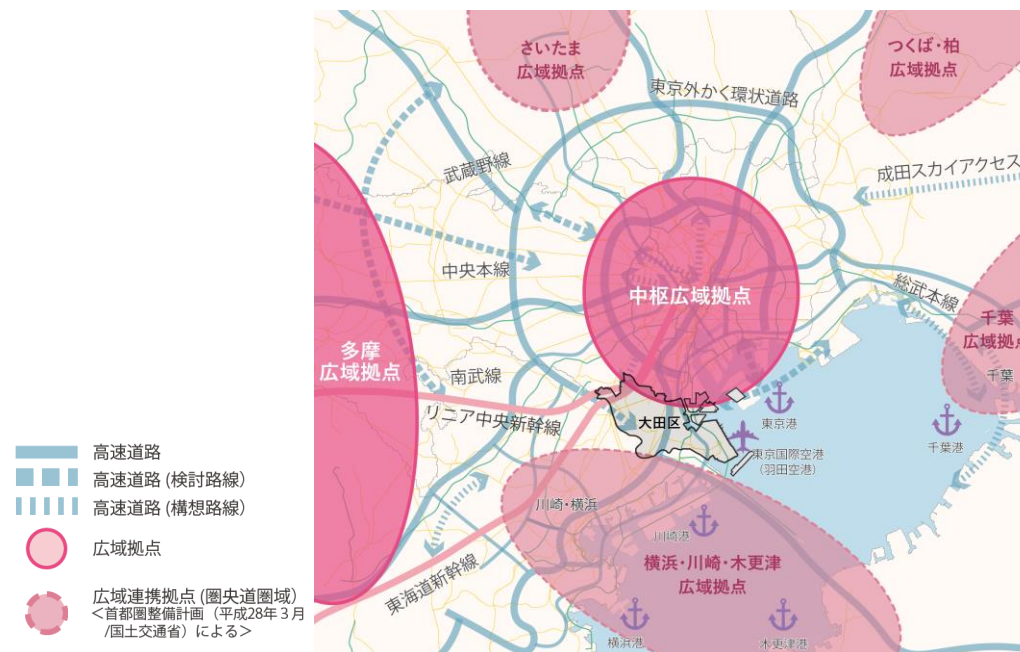 さいたま
広域拠点
つくば・柏
広域拠点
東京外かく環状道路
武蔵野線
成田スカイアクセス
中央本線
中枢広域拠点
総武本線
千葉
広域拠点
千葉
多摩
広域拠点
南武線
リニア中央新幹線
大田区
東京港
千葉港
東京国際空港
(羽田空港)
川崎・横浜
川崎港
横浜・川崎・木更津
広域拠点
東海道新幹線
横浜港
木更津港
高速道路
高速道路 (検討路線)
高速道路 (構想路線)
広域拠点
広域連携拠点 (圏央道圏域)
<首都圏整備計画（平成28年３月
/国土交通省）による>